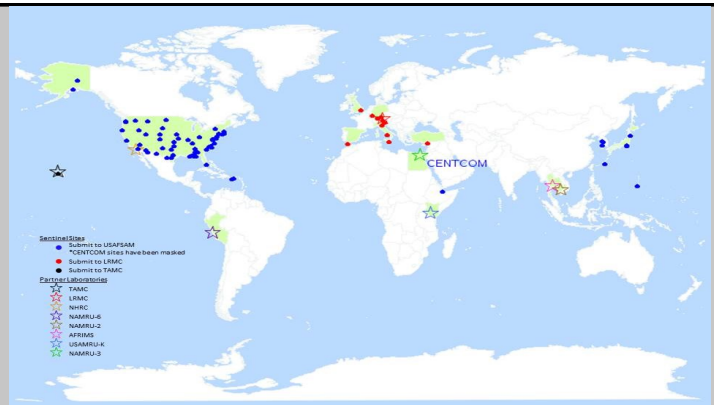 CENTCOM
Sentinel Sites
Submit to USAFSAM
*CENTCOM sites have been masked
Submit to LRMC
Submit to TAMC
Partner Laboratories
TAMC
LRMC
NHRC
NAMRU-6
NAMRU-2
AFRIMS
USAMRU-K
NAMRU-3